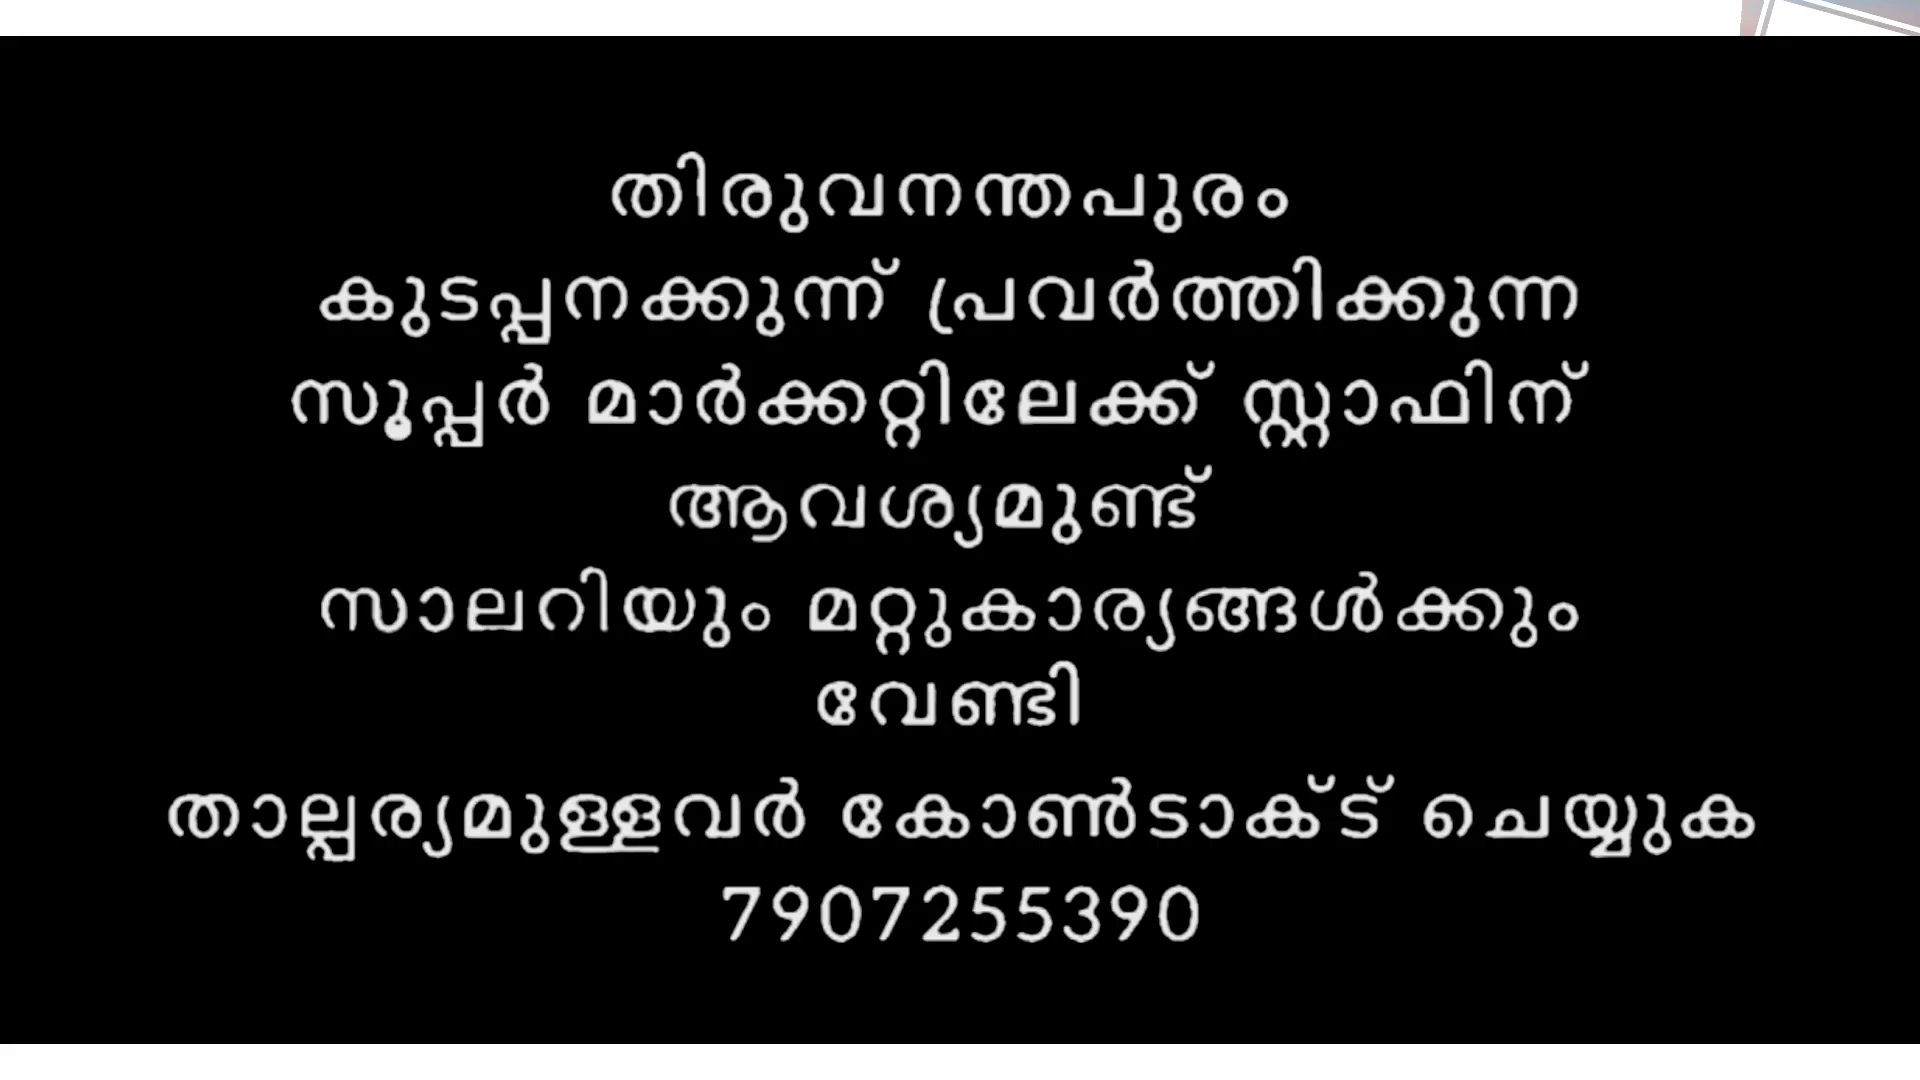 തിരുവനന്തപുരം
കുടപ്പനക്കുന്ന് പ്രവർത്തിക്കുന്ന
സൂപ്പർ മാർക്കറ്റിലേക്ക് സ്റ്റാഫിന്
ആവശ്യമുണ്ട്
സാലറിയും മറ്റുകാര്യങ്ങൾക്കും
വേണ്ടി
താല്പര്യമുള്ളവർ കോൺടാക്ട് ചെയ്യുക
7907255390